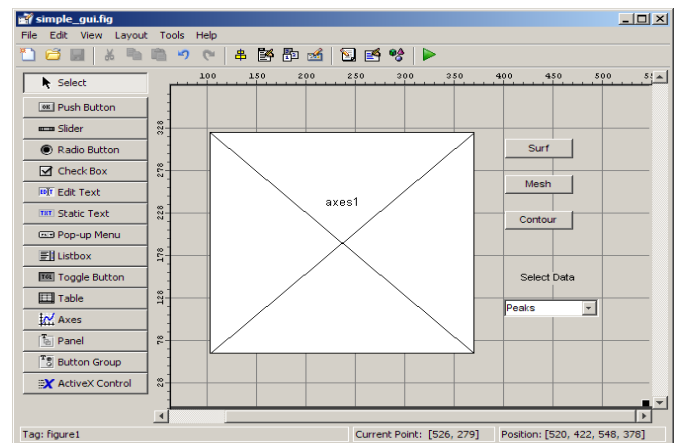 simple_gui.fig
File Edit View Layout Tools Help
Select
Push Button
Slider
Radio Button
Check Box
Edit Text
Static Text
Pop-up Menu
Listbox
Toggle Button
Table
Axes
Panel
Button Group
ActiveX Control
100 150 200 250 300 350 400 450 500
328
278
228
178
128
78
28
axes1
Surf
Mesh
Contour
Select Data
Peaks
Tag: figure1
Current Point: [526, 279]
Position: [520, 422, 548, 378]